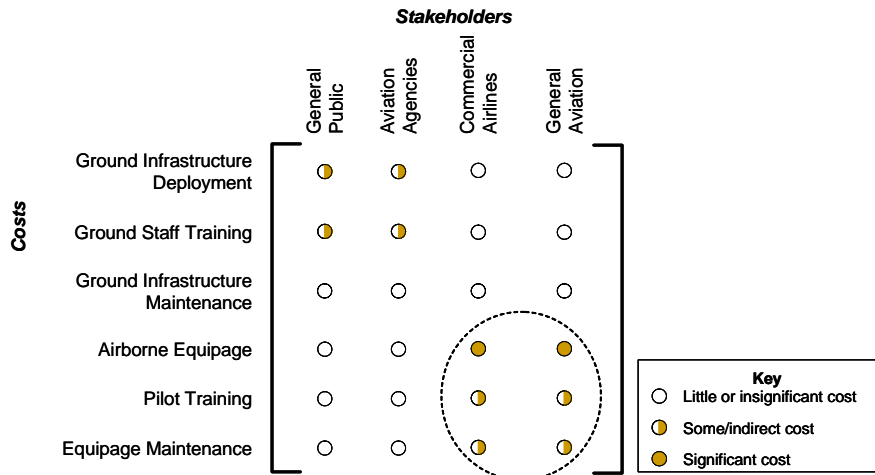 Stakeholders
General
Public
Aviation
Agencies
Commercial
Airlines
General
Aviation
Costs
Ground Infrastructure
Deployment
Ground Staff Training
Ground Infrastructure
Maintenance
Airborne Equipage
Pilot Training
Equipage Maintenance
Key
Little or insignificant cost
Some/indirect cost
Significant cost